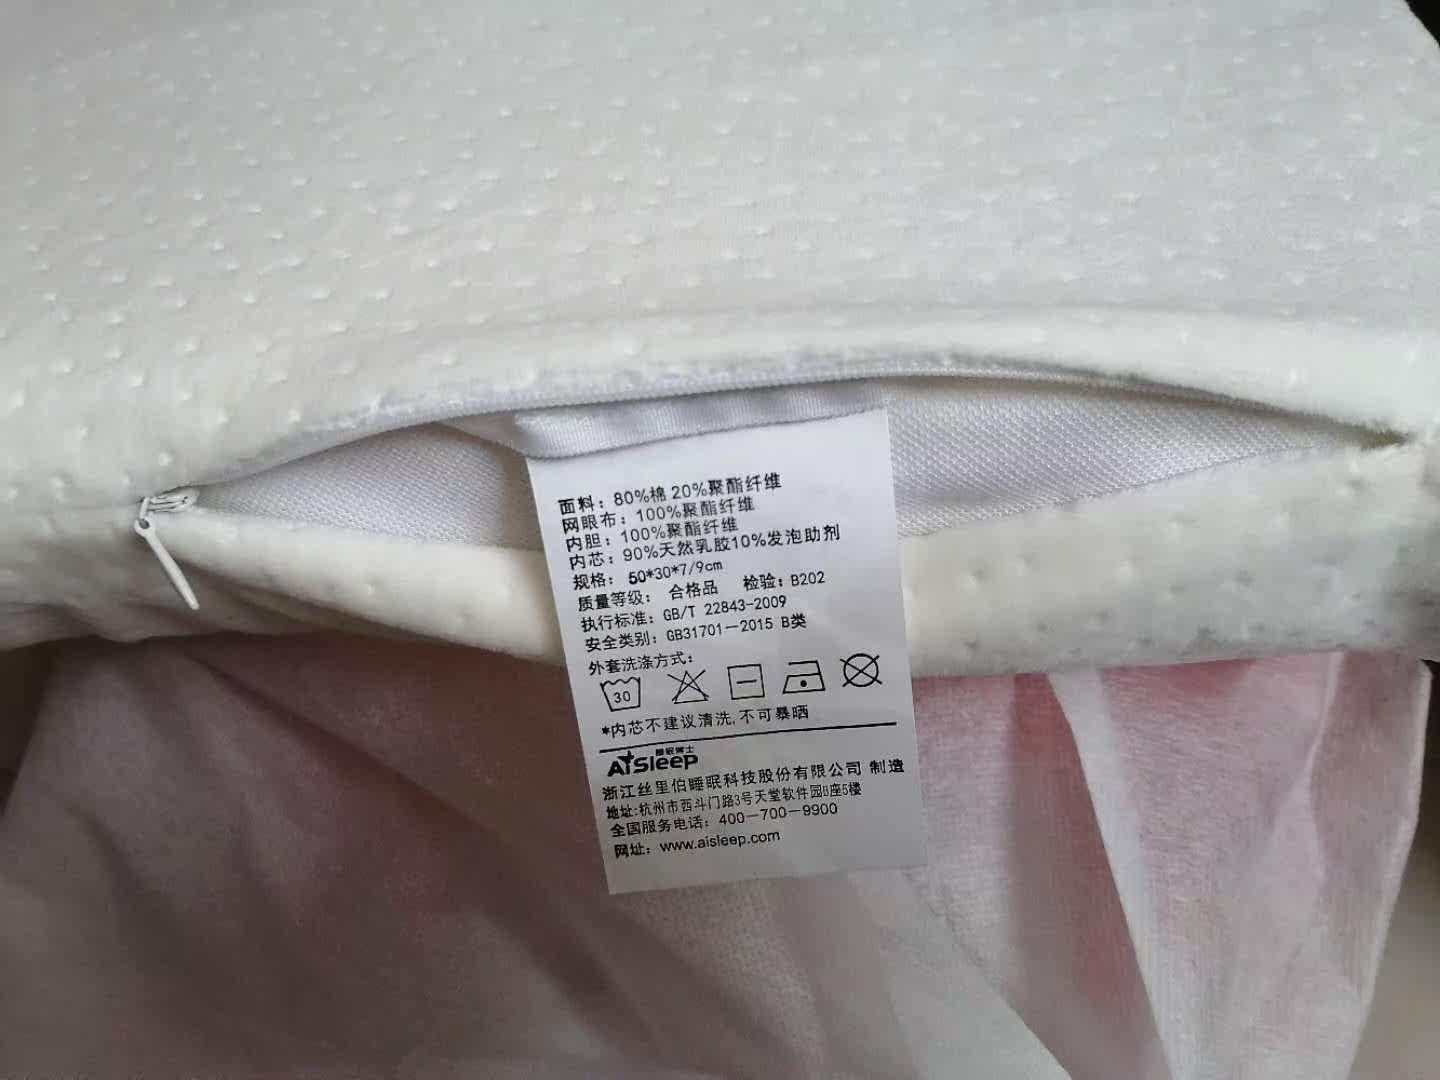 面料：80%棉 20%聚酯纤维
网眼布：100%聚酯纤维
内胆：100%聚酯纤维
内芯：90%天然乳胶10%发泡助剂
规格：50*30*7/9cm
质量等级：合格品 检验：B202
执行标准：GB/T 22843-2009
安全类别：GB31701-2015 B类
外套洗涤方式：
30
*内芯不建议清洗,不可暴晒
睡眠博士
AiSleep
浙江丝里伯睡眠科技股份有限公司 制造
地址:杭州市西斗门路3号天堂软件园B座5楼
全国服务电话：400-700-9900
网址：www.aisleep.com